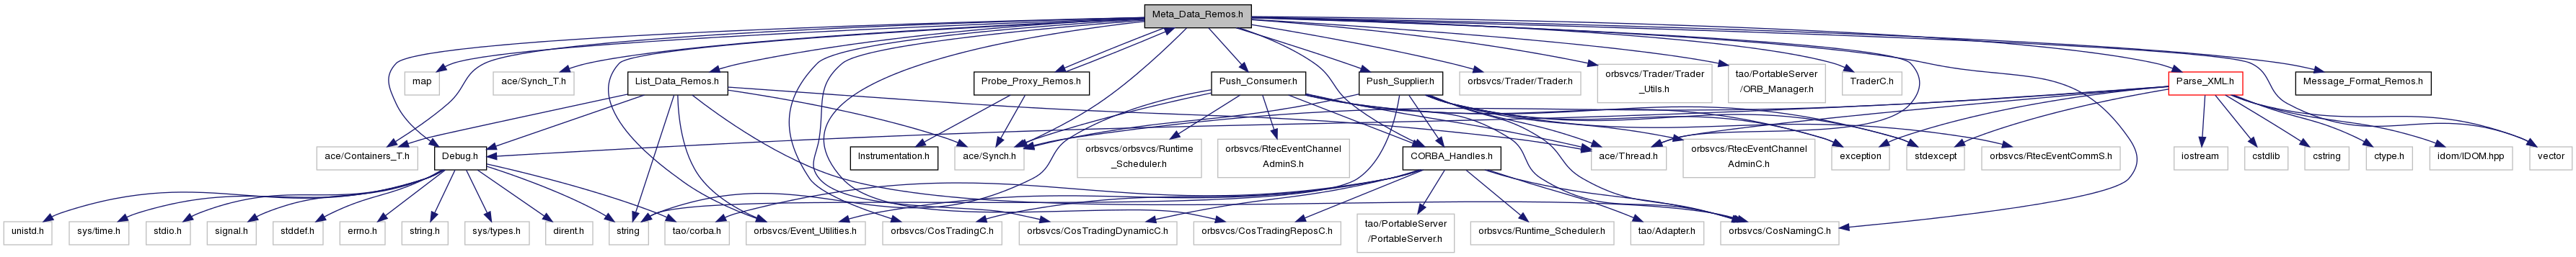 Meta_Data_Remos.h
map
ace/Synch_T.h
List_Data_Remos.h
Probe_Proxy_Remos.h
Push_Consumer.h
Push_Supplier.h
orbsvcs/Trader/Trader.h
orbsvcs/Trader/Trader
_Utils.h
tao/PortableServer
/ORB_Manager.h
TraderC.h
Parse_XML.h
Message_Format_Remos.h
ace/Containers_T.h
Debug.h
Instrumentation.h
ace/Synch.h
orbsvcs/orbsvcs/Runtime
_Scheduler.h
orbsvcs/RtecEventChannel
AdminS.h
CORBA_Handles.h
ace/Thread.h
orbsvcs/RtecEventChannel
AdminC.h
exception
stdexcept
orbsvcs/RtecEventCommS.h
iostream
cstdlib
cstring
ctype.h
idom/IDOM.hpp
vector
unistd.h
sys/time.h
stdio.h
signal.h
stddef.h
errno.h
string.h
sys/types.h
dirent.h
string
tao/corba.h
orbsvcs/Event_Utilities.h
orbsvcs/CosTradingC.h
orbsvcs/CosTradingDynamicC.h
orbsvcs/CosTradingReposC.h
tao/PortableServer
/PortableServer.h
orbsvcs/Runtime_Scheduler.h
tao/Adapter.h
orbsvcs/CosNamingC.h